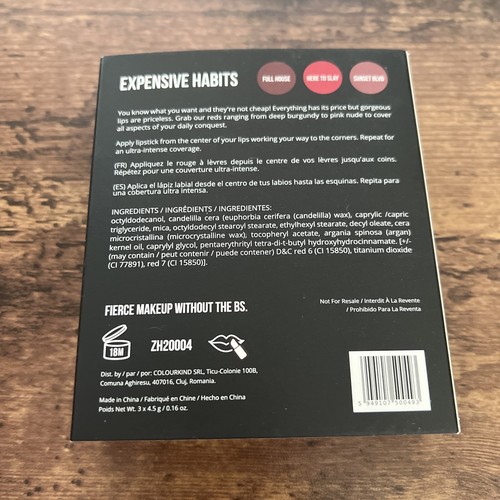 EXPENSIVE HABITS
FULL HOUSE
HERE TO SLAY
SUNSET BLVD
You know what you want and they're not cheap! Everything has its price but gorgeous
lips are priceless. Grab our reds ranging from deep burgundy to pink nude to cover
all aspects of your daily conquest.
Apply lipstick from the center of your lips working your way to the corners. Repeat for
an ultra-intense coverage.
(FR) Appliquez le rouge à lèvres depuis le centre de vos lèvres jusqu'aux coins.
Répétez pour une couverture ultra-intense.
(ES) Aplica el lápiz labial desde el centro de tus labios hasta las esquinas. Repita para
una cobertura ultra intensa.
INGREDIENTS / INGRÉDIENTS / INGREDIENTES:
octyldodecanol, candelilla cera (euphorbia cerifera (candelilla) wax), caprylic /capric
triglyceride, mica, octyldodecyl stearoyl stearate, ethylhexyl stearate, decyl oleate, cera
microcristallina (microcrystalline wax), tocopheryl acetate, argania spinosa (argan)
kernel oil, caprylyl glycol, pentaerythrityl tetra-di-t-butyl hydroxyhydrocinnamate. [+/-
(may contain / peut contenir / puede contener) D&C red 6 (CI 15850), titanium dioxide
(CI 77891), red 7 (CI 15850)].
FIERCE MAKEUP WITHOUT THE BS.
Not For Resale / Interdit À La Revente
/ Prohibido Para La Reventa
18M
ZH20004
Dist. by / par / por: COLOURKIND SRL, Ticu-Colonie 100B,
Comuna Aghiresu, 407016, Cluj, Romania.
Made in China / Fabriqué en Chine / Hecho en China
Poids Net Wt. 3 x 4.5 g / 0.16 oz.
5 949107 500493